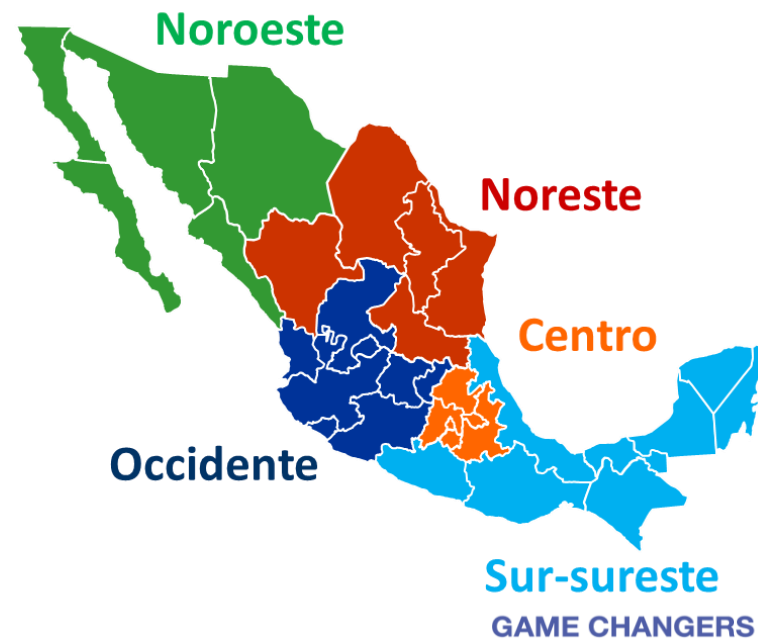 Noroeste
Noreste
Centro
Occidente
Sur-sureste
GAME CHANGERS